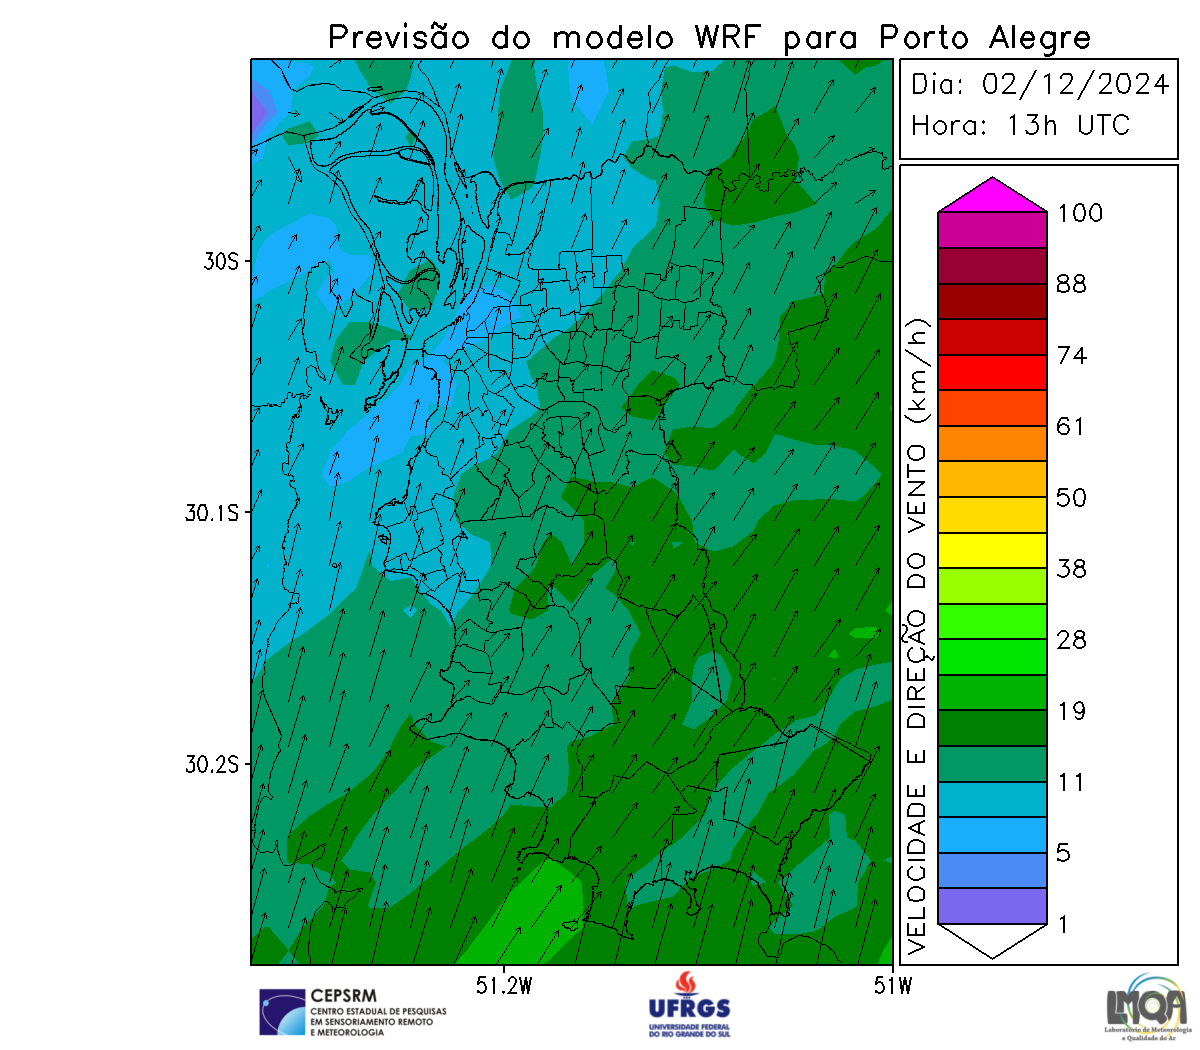 Previsão do modelo WRF para Porto Alegre
Dia: 02/12/2024
Hora: 13h UTC
30S
30.1S
30.2S
51.2W
51W
VELOCIDADE E DIREÇÃO DO VENTO (km/h)
100
88
74
61
50
38
28
19
11
5
1
CEPSRM
CENTRO ESTADUAL DE PESQUISAS
EM SENSORIAMENTO REMOTO
E METEOROLOGIA
UFRGS
UNIVERSIDADE FEDERAL
DO RIO GRANDE DO SUL
LMQA
Laboratório de Meteorologia
e Qualidade do Ar